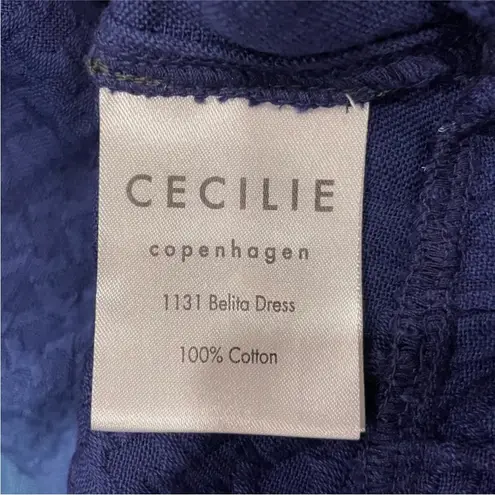 CECILIE
copenhagen
1131 Belita Dress
100% Cotton